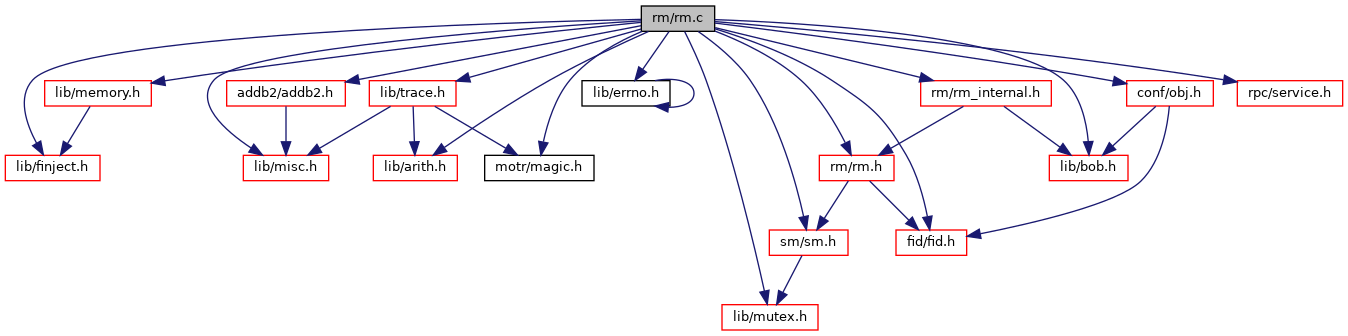 rm/rm.c
lib/memory.h
addb2/addb2.h
lib/trace.h
lib/errno.h
rm/rm_internal.h
conf/obj.h
rpc/service.h
lib/finject.h
lib/misc.h
lib/arith.h
motr/magic.h
rm/rm.h
lib/bob.h
sm/sm.h
fid/fid.h
lib/mutex.h